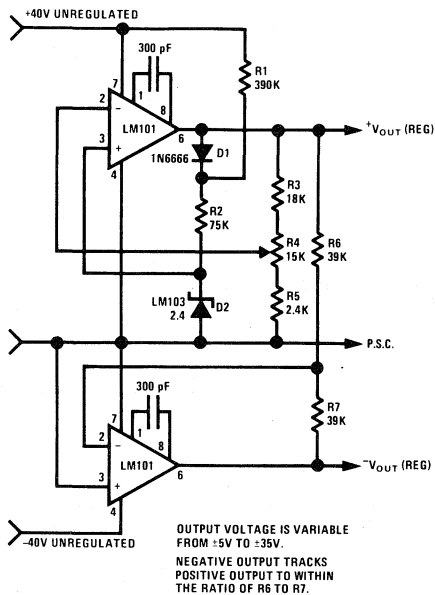 +40V UNREGULATED
300 pF
R1
390K
7
1
8
2
−
LM101
6
+VOUT (REG)
3
+
1N6666
D1
4
R3
18K
R2
75K
R4
15K
R6
39K
LM103
2.4
D2
R5
2.4K
P.S.C.
300 pF
7
1
8
2
−
R7
39K
LM101
3
+
6
−VOUT (REG)
4
−40V UNREGULATED
OUTPUT VOLTAGE IS VARIABLE
FROM ±5V TO ±35V.
NEGATIVE OUTPUT TRACKS
POSITIVE OUTPUT TO WITHIN
THE RATIO OF R6 TO R7.